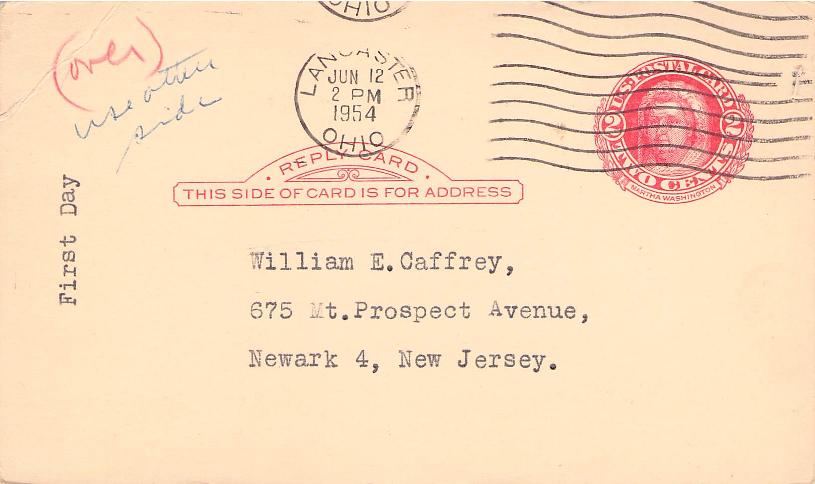 OHIO
(over)
use other
side
LANCASTER
JUN 12
2 PM
1954
OHIO
U.S. POSTAL CARD
2 2
TWO CENTS
MARTHA WASHINGTON
· REPLY CARD ·
THIS SIDE OF CARD IS FOR ADDRESS
First Day
William E.Caffrey,
675 Mt.Prospect Avenue,
Newark 4, New Jersey.